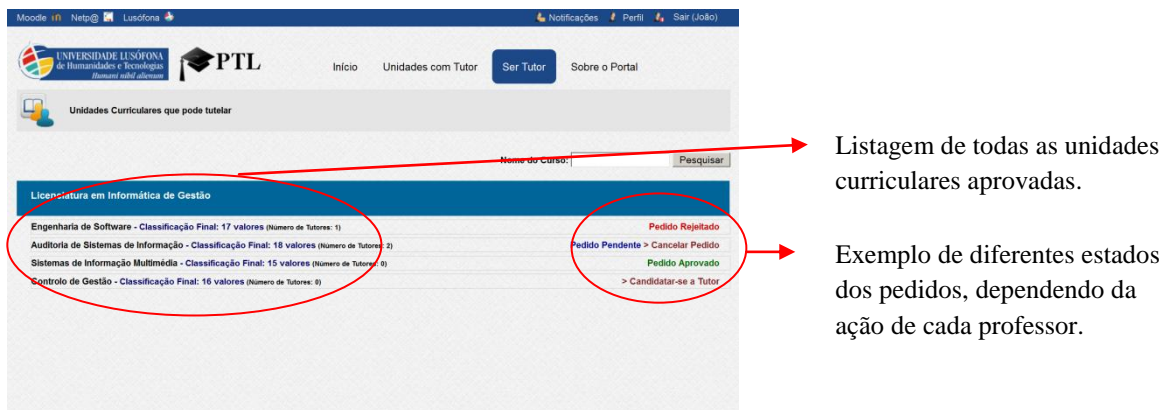 Moodle Netp@ Lusófona Notificações Perfil Sair (João)
UNIVERSIDADE LUSÓFONA
de Humanidades e Tecnologias
Humani nihil alienum
PTL
Início Unidades com Tutor Ser Tutor Sobre o Portal
Unidades Curriculares que pode tutelar
Nome do Curso: Pesquisar
Licenciatura em Informática de Gestão
Engenharia de Software - Classificação Final: 17 valores (Número de Tutores: 1) Pedido Rejeitado
Auditoria de Sistemas de Informação - Classificação Final: 18 valores (Número de Tutores: 2) Pedido Pendente > Cancelar Pedido
Sistemas de Informação Multimédia - Classificação Final: 15 valores (Número de Tutores: 0) Pedido Aprovado
Controlo de Gestão - Classificação Final: 16 valores (Número de Tutores: 0) > Candidatar-se a Tutor
Listagem de todas as unidades
curriculares aprovadas.
Exemplo de diferentes estados
dos pedidos, dependendo da
ação de cada professor.